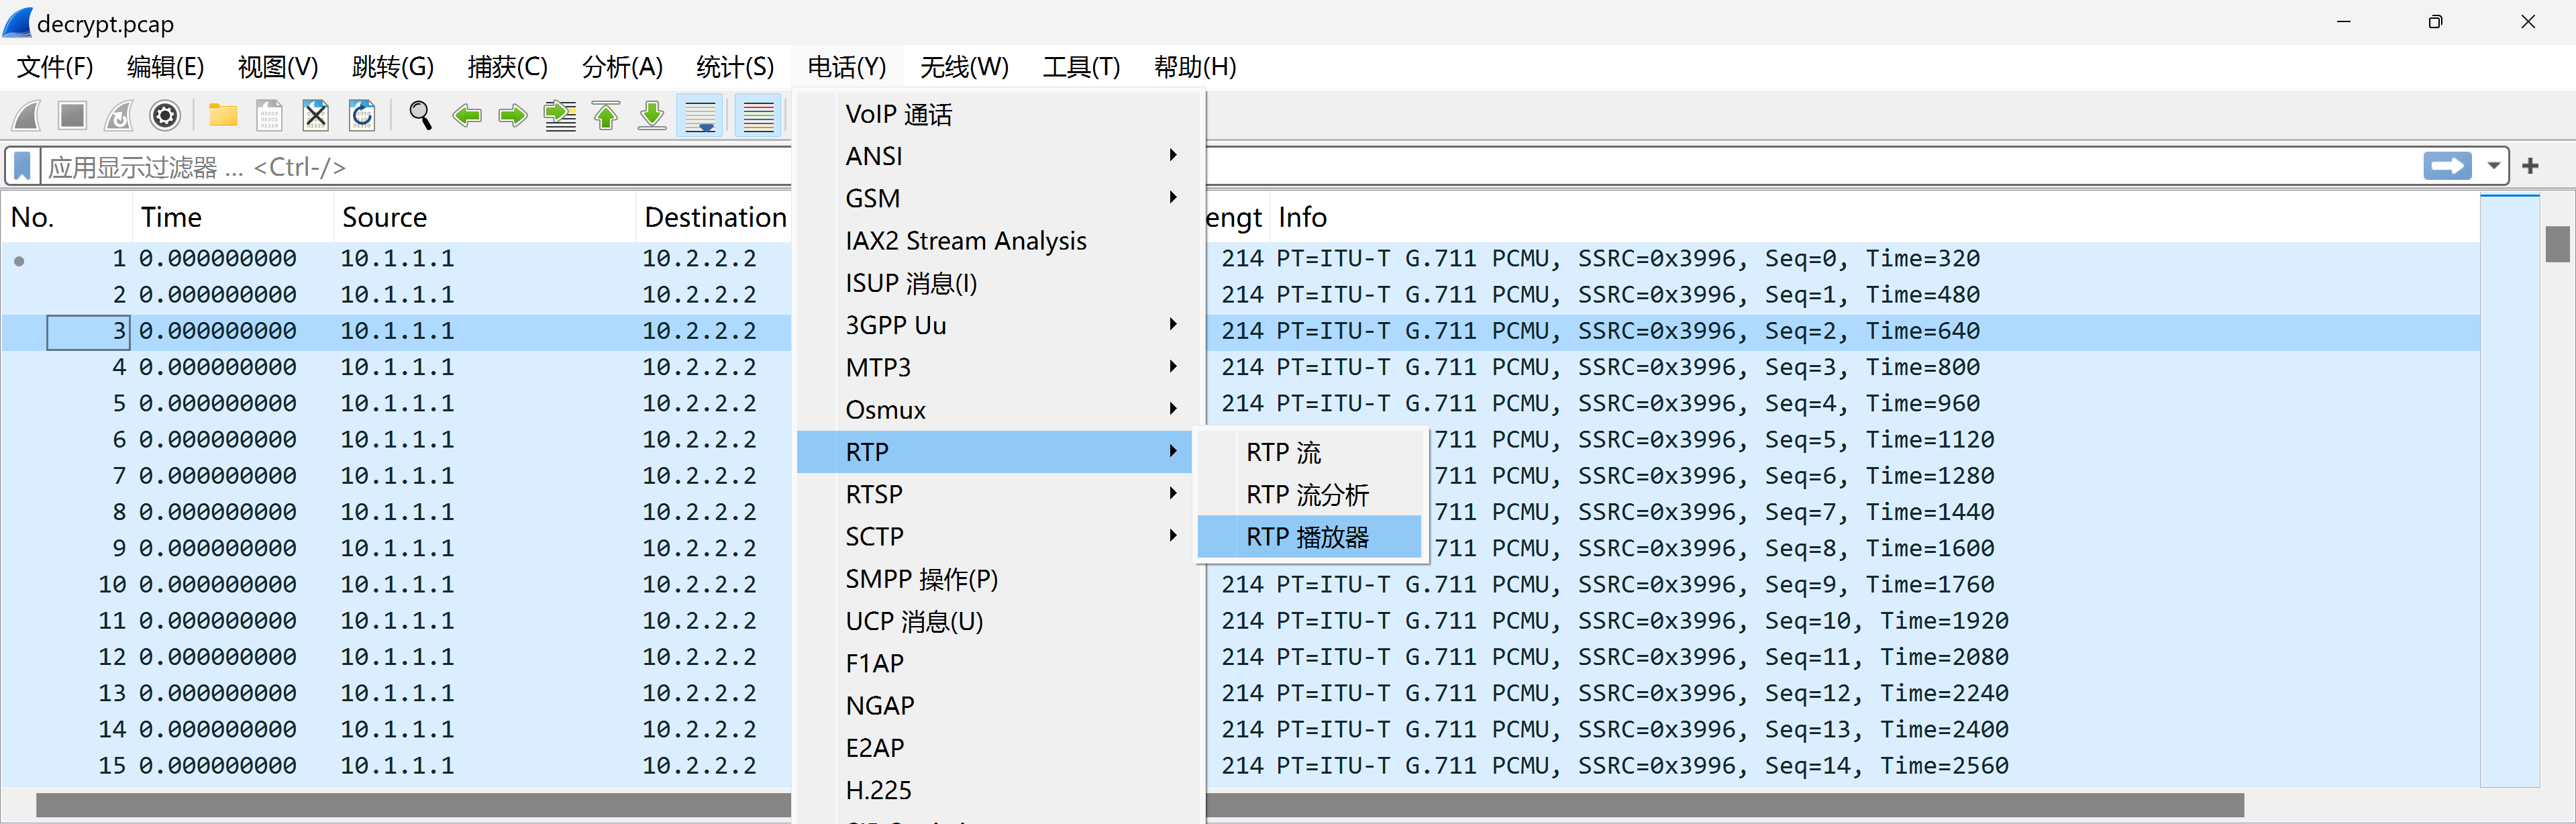 decrypt.pcap
文件(F) 编辑(E) 视图(V) 跳转(G) 捕获(C) 分析(A) 统计(S) 电话(Y) 无线(W) 工具(T) 帮助(H)
应用显示过滤器 … <Ctrl-/>
No. Time Source Destination engt Info
1 0.000000000 10.1.1.1 10.2.2.2 214 PT=ITU-T G.711 PCMU, SSRC=0x3996, Seq=0, Time=320
2 0.000000000 10.1.1.1 10.2.2.2 214 PT=ITU-T G.711 PCMU, SSRC=0x3996, Seq=1, Time=480
3 0.000000000 10.1.1.1 10.2.2.2 214 PT=ITU-T G.711 PCMU, SSRC=0x3996, Seq=2, Time=640
4 0.000000000 10.1.1.1 10.2.2.2 214 PT=ITU-T G.711 PCMU, SSRC=0x3996, Seq=3, Time=800
5 0.000000000 10.1.1.1 10.2.2.2 214 PT=ITU-T G.711 PCMU, SSRC=0x3996, Seq=4, Time=960
6 0.000000000 10.1.1.1 10.2.2.2 711 PCMU, SSRC=0x3996, Seq=5, Time=1120
7 0.000000000 10.1.1.1 10.2.2.2 711 PCMU, SSRC=0x3996, Seq=6, Time=1280
8 0.000000000 10.1.1.1 10.2.2.2 711 PCMU, SSRC=0x3996, Seq=7, Time=1440
9 0.000000000 10.1.1.1 10.2.2.2 711 PCMU, SSRC=0x3996, Seq=8, Time=1600
10 0.000000000 10.1.1.1 10.2.2.2 214 PT=ITU-T G.711 PCMU, SSRC=0x3996, Seq=9, Time=1760
11 0.000000000 10.1.1.1 10.2.2.2 214 PT=ITU-T G.711 PCMU, SSRC=0x3996, Seq=10, Time=1920
12 0.000000000 10.1.1.1 10.2.2.2 214 PT=ITU-T G.711 PCMU, SSRC=0x3996, Seq=11, Time=2080
13 0.000000000 10.1.1.1 10.2.2.2 214 PT=ITU-T G.711 PCMU, SSRC=0x3996, Seq=12, Time=2240
14 0.000000000 10.1.1.1 10.2.2.2 214 PT=ITU-T G.711 PCMU, SSRC=0x3996, Seq=13, Time=2400
15 0.000000000 10.1.1.1 10.2.2.2 214 PT=ITU-T G.711 PCMU, SSRC=0x3996, Seq=14, Time=2560
VoIP 通话
ANSI
GSM
IAX2 Stream Analysis
ISUP 消息(I)
3GPP Uu
MTP3
Osmux
RTP
RTSP
SCTP
SMPP 操作(P)
UCP 消息(U)
F1AP
NGAP
E2AP
H.225
RTP 流
RTP 流分析
RTP 播放器